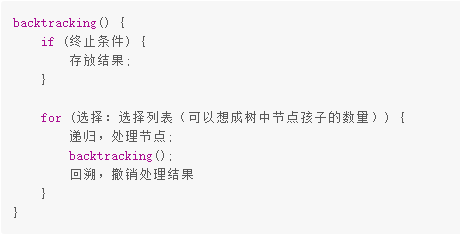 backtracking() {
    if (终止条件) {
        存放结果;
    }

    for (选择: 选择列表（可以想成树中节点孩子的数量）) {
        递归，处理节点;
        backtracking();
        回溯，撤销处理结果
    }
}